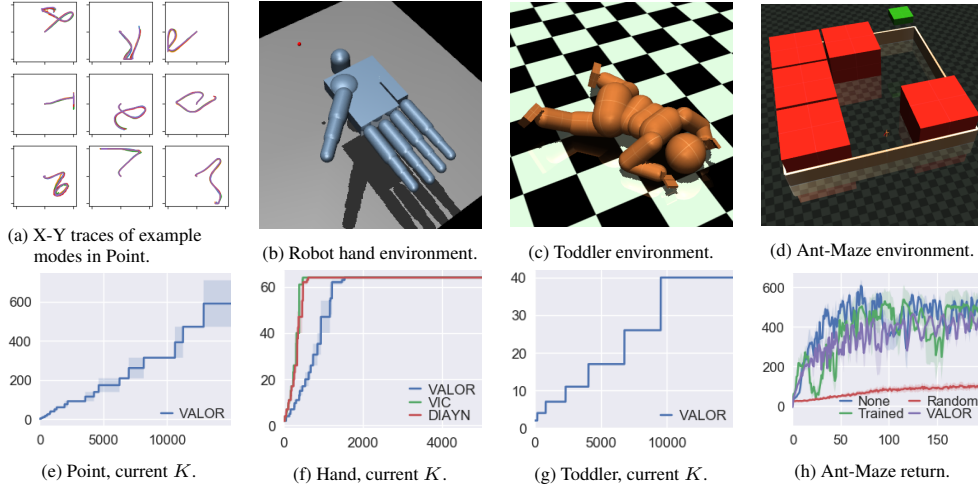 (a) X-Y traces of example
modes in Point.
(b) Robot hand environment.
(c) Toddler environment.
(d) Ant-Maze environment.
600
400
200
0
0 5000 10000
VALOR
(e) Point, current K.
60
40
20
0
0 2000 4000
VALOR
VIC
DIAYN
(f) Hand, current K.
40
30
20
10
0
0 5000 10000
VALOR
(g) Toddler, current K.
600
400
200
0
0 50 100 150
None Random
Trained VALOR
(h) Ant-Maze return.